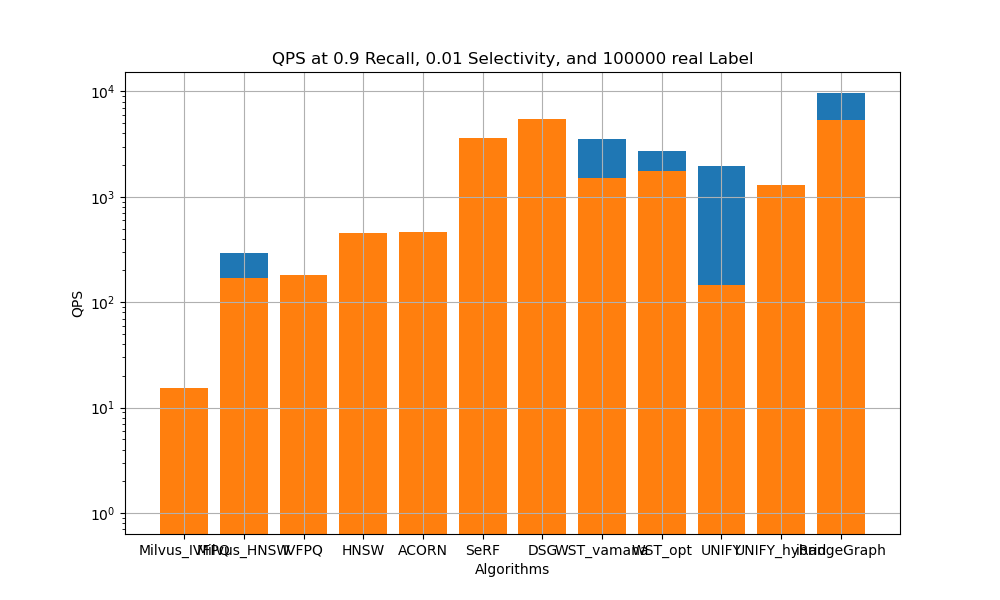 QPS at 0.9 Recall, 0.01 Selectivity, and 100000 real Label
QPS
10^4
10^3
10^2
10^1
10^0
Milvus_IVFPQ Milvus_HNSW IVFPQ HNSW ACORN SeRF DSG WST_vamana WST_opt UNIFY UNIFY_hybrid iRangeGraph
Algorithms